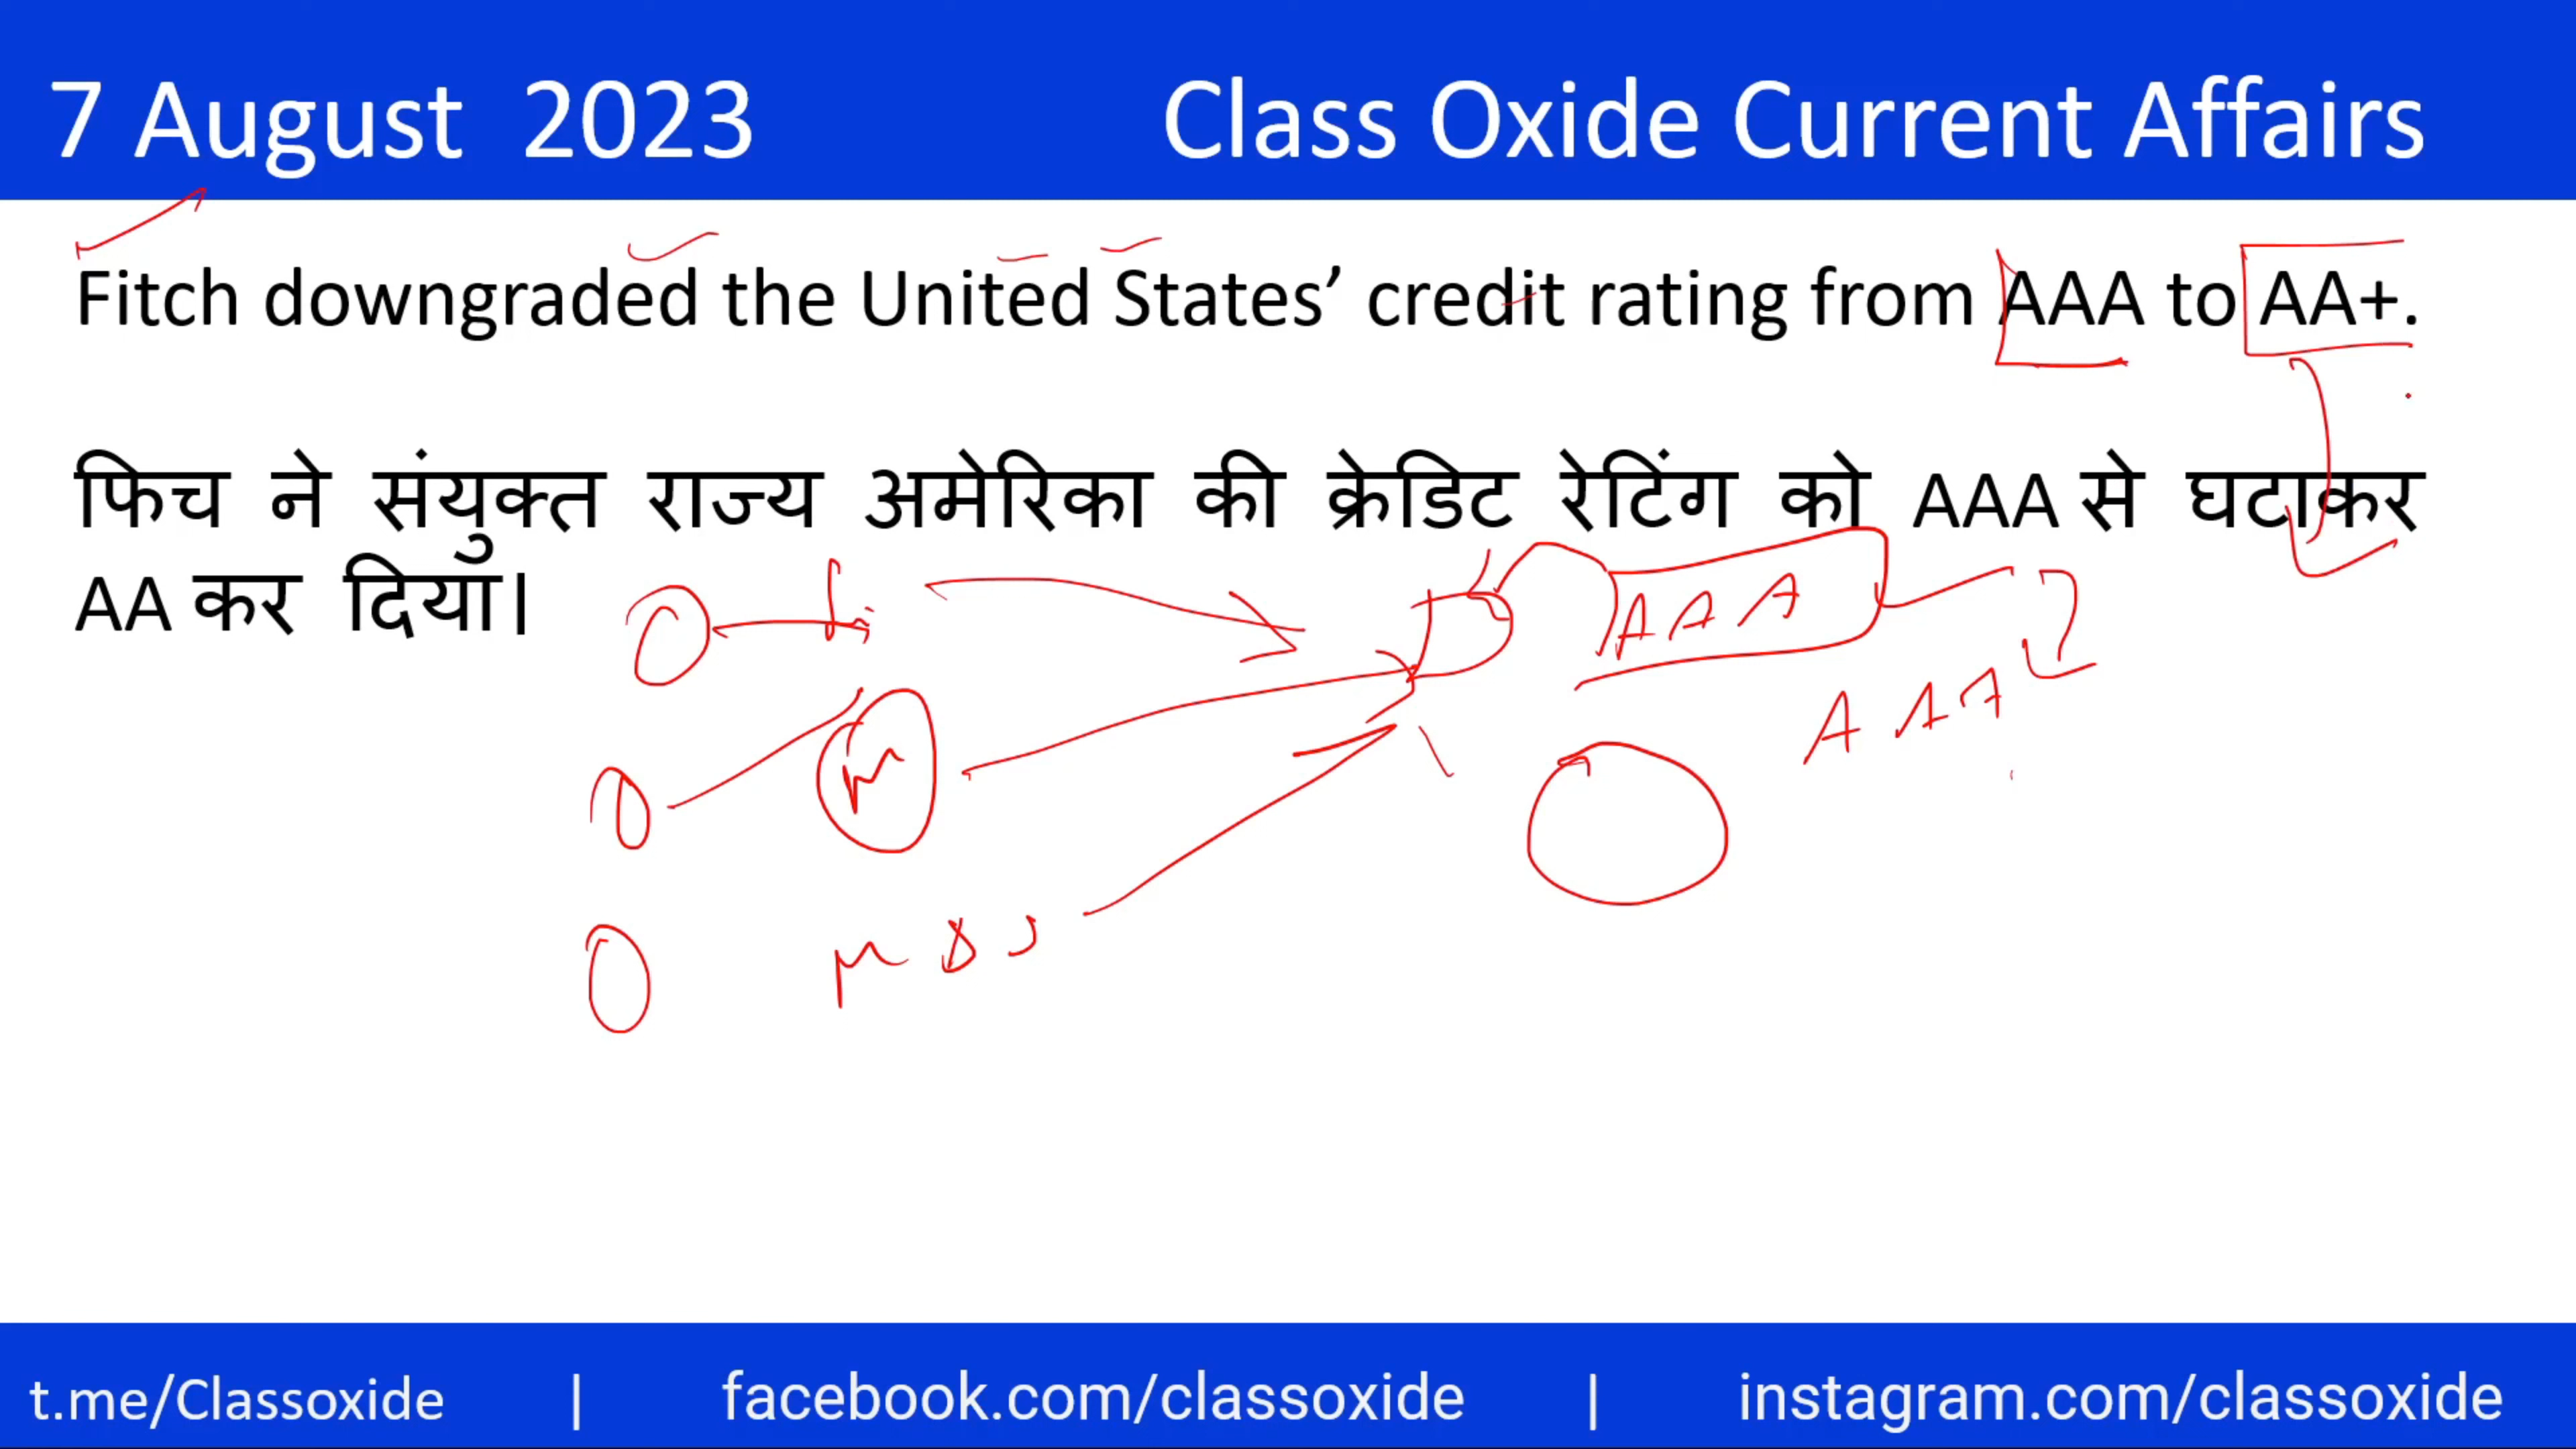 7 August 2023 Class Oxide Current Affairs
Fitch downgraded the United States’ credit rating from AAA to AA+.
फिच ने संयुक्त राज्य अमेरिका की क्रेडिट रेटिंग को AAA से घटाकर
AA कर दिया।
AAA
AAA
M
t.me/Classoxide | facebook.com/classoxide | instagram.com/classoxide